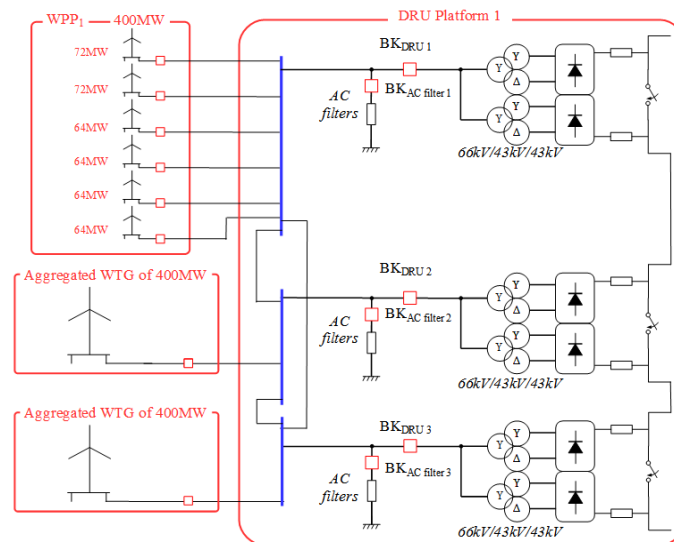 WPP1 400MW
DRU Platform 1
72MW
72MW
64MW
64MW
64MW
64MW
BKDRU 1
BKAC filter 1
AC
filters
Y
Y
Δ
Y
Y
Δ
66kV/43kV/43kV
Aggregated WTG of 400MW
BKDRU 2
BKAC filter 2
AC
filters
Y
Y
Δ
Y
Y
Δ
66kV/43kV/43kV
Aggregated WTG of 400MW
BKDRU 3
BKAC filter 3
AC
filters
Y
Y
Δ
Y
Y
Δ
66kV/43kV/43kV